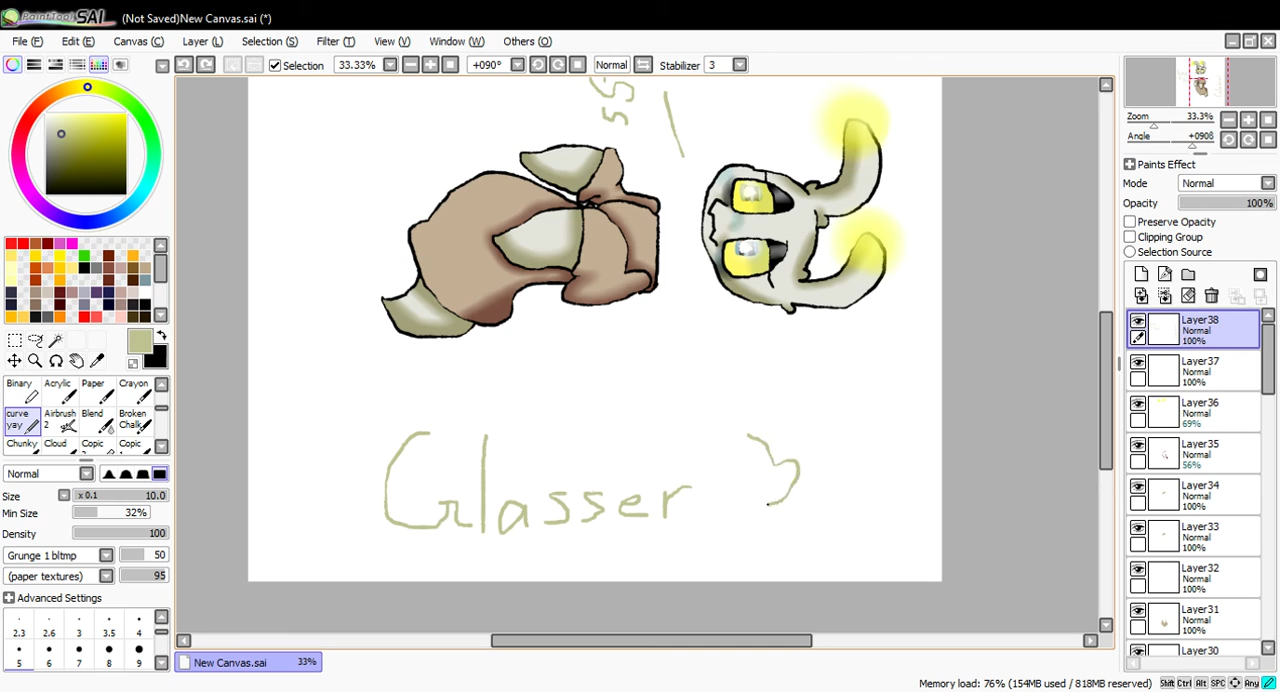 PaintTool SAI (Not Saved)New Canvas.sai (*)
File (F) Edit (E) Canvas (C) Layer (L) Selection (S) Filter (T) View (V) Window (W) Others (O)
Selection 33.33% +090° Normal Stabilizer 3
Zoom 33.3%
Angle +090ß
Paints Effect
Mode Normal
Opacity 100%
Preserve Opacity
Clipping Group
Selection Source
Layer38
Normal
100%
Layer37
Normal
100%
Layer36
Normal
69%
Layer35
Normal
56%
Layer34
Normal
100%
Layer33
Normal
100%
Layer32
Normal
100%
Layer31
Normal
100%
Layer30
Binary Acrylic Paper Crayon
curve yay Airbrush 2 Blend Broken Chalk
Chunky Cloud Copic Copic
Normal
Size x 0.1 10.0
Min Size 32%
Density 100
Grunge 1 bltmp 50
(paper textures) 95
Advanced Settings
2.3 2.6 3 3.5 4
5 6 7 8 9
55
Glasser 3
New Canvas.sai 33%
Memory load: 76% (154MB used / 818MB reserved) Shift Ctrl Alt SPC Any